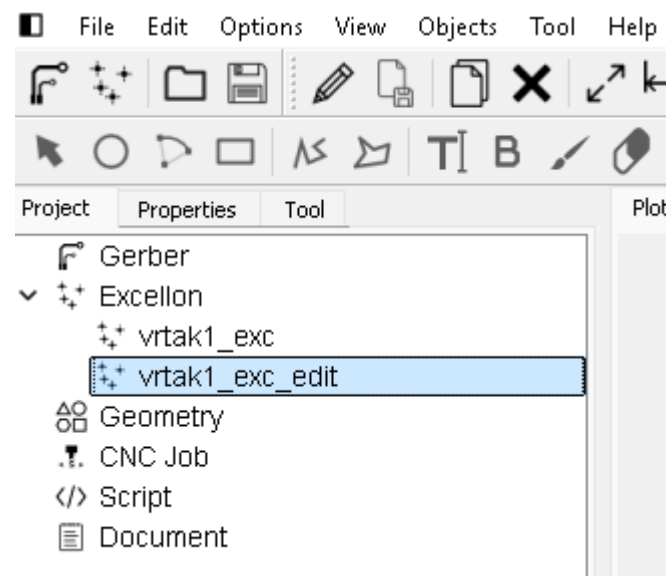 File Edit Options View Objects Tool Help
T B
Project Properties Tool Plot
Gerber
Excellon
vrtak1_exc
vrtak1_exc_edit
Geometry
CNC Job
</> Script
Document